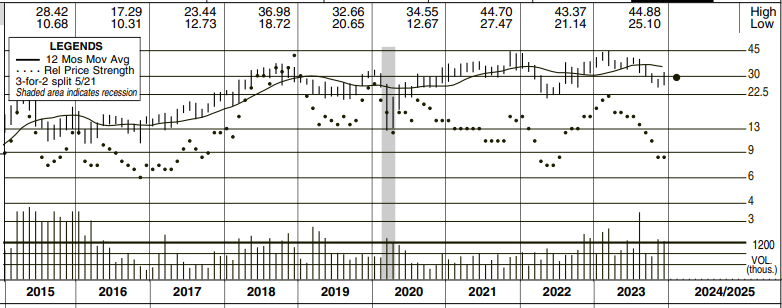 28.42 17.29 23.44 36.98 32.66 34.55 44.70 43.37 44.88 High
10.68 10.31 12.73 18.72 20.65 12.67 27.47 21.14 25.10 Low
LEGENDS
12 Mos Mov Avg
Rel Price Strength
3-for-2 split 5/21
Shaded area indicates recession
45
30
22.5
13
9
6
4
3
1200
VOL.
(thous.)
2015 2016 2017 2018 2019 2020 2021 2022 2023 2024/2025